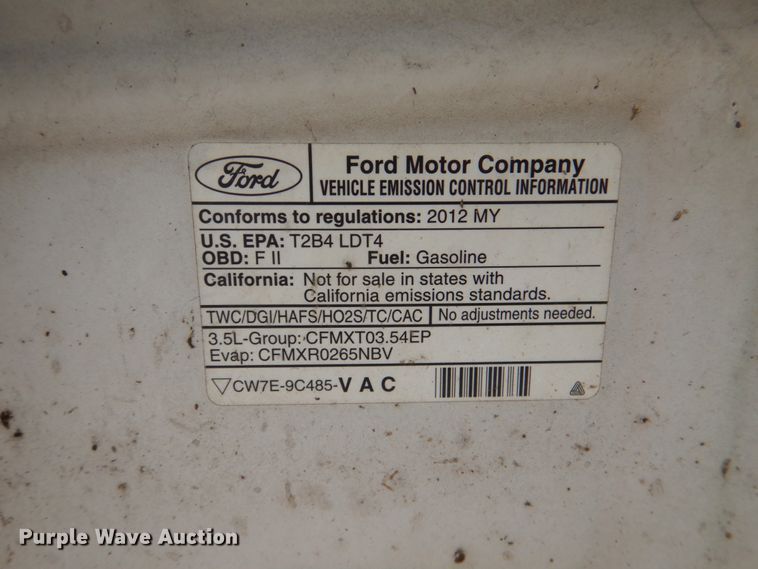 Ford
Ford Motor Company
VEHICLE EMISSION CONTROL INFORMATION
Conforms to regulations: 2012 MY
U.S. EPA: T2B4 LDT4
OBD: F II Fuel: Gasoline
California: Not for sale in states with
California emissions standards.
TWC/DGI/HAFS/HO2S/TC/CAC No adjustments needed.
3.5L-Group: CFMXT03.54EP
Evap: CFMXR0265NBV
CW7E-9C485-V A C
Purple Wave Auction